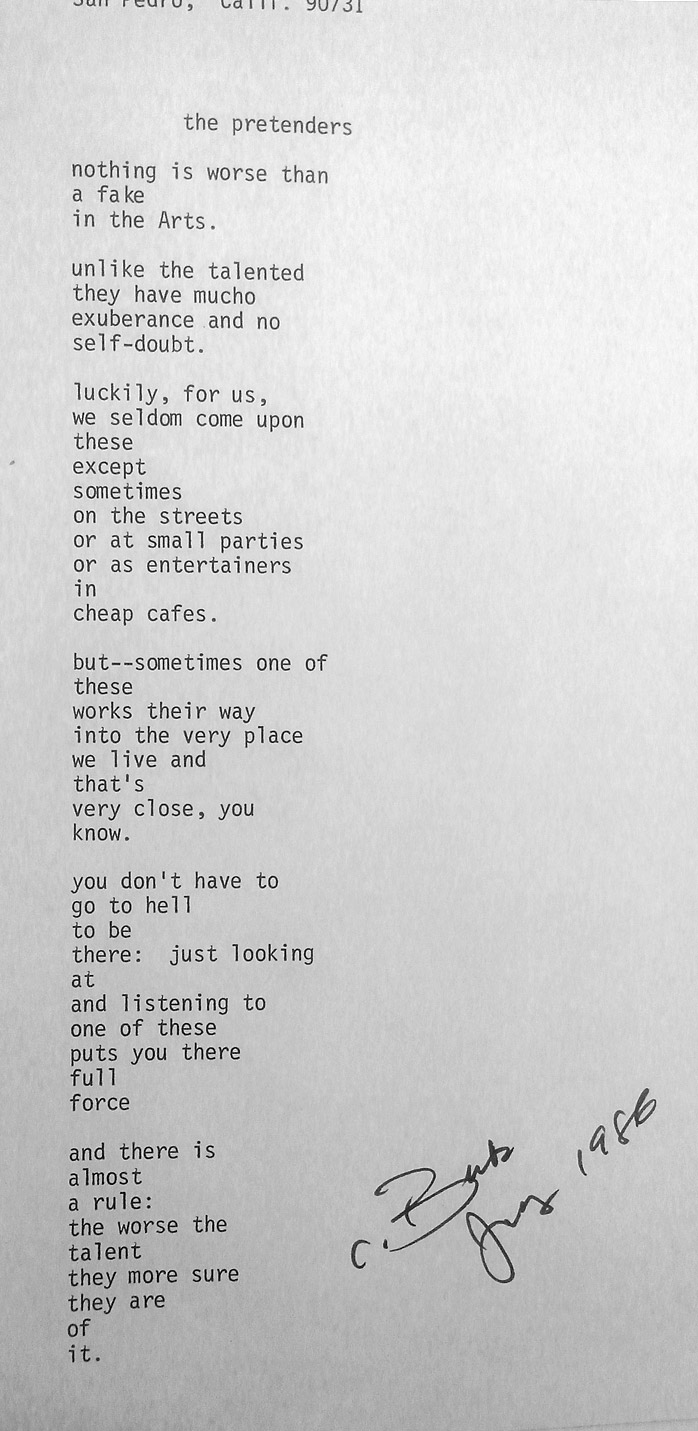 San Pedro, Calif. 90731
the pretenders
nothing is worse than
a fake
in the Arts.
unlike the talented
they have mucho
exuberance and no
self-doubt.
luckily, for us,
we seldom come upon
these
except
sometimes
on the streets
or at small parties
or as entertainers
in
cheap cafes.
but--sometimes one of
these
works their way
into the very place
we live and
that's
very close, you
know.
you don't have to
go to hell
to be
there:  just looking
at
and listening to
one of these
puts you there
full
force
and there is
almost
a rule:
the worse the
talent
they more sure
they are
of
it.
C.
1986